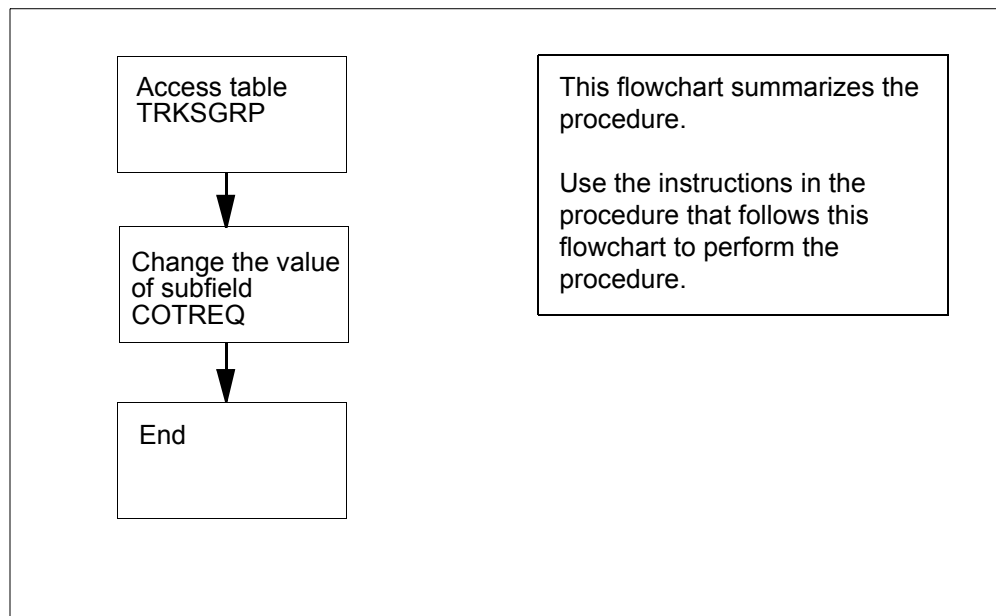 Access table
TRKSGRP
Change the value
of subfield
COTREQ
End
This flowchart summarizes the
procedure.
Use the instructions in the
procedure that follows this
flowchart to perform the
procedure.